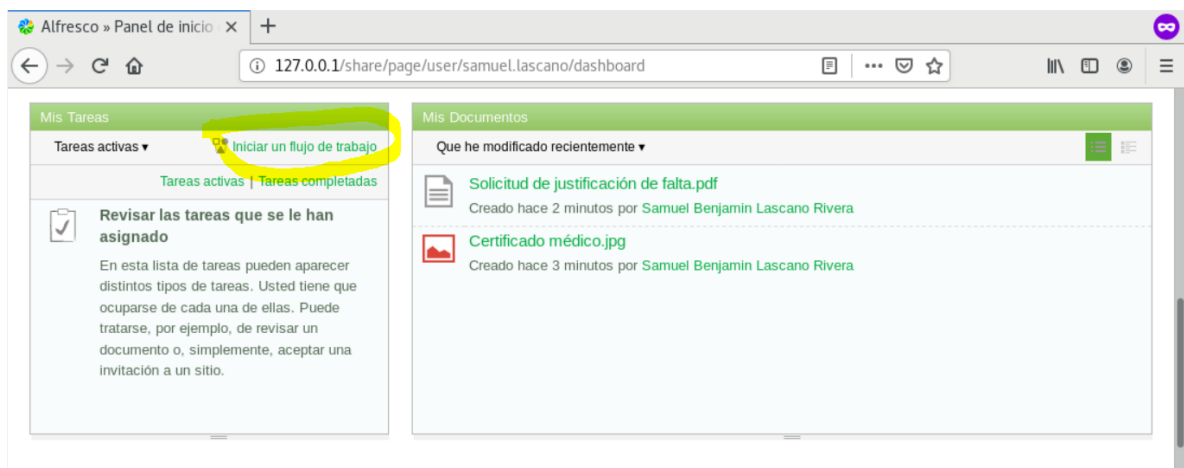 Alfresco » Panel de inicio
127.0.0.1/share/page/user/samuel.lascano/dashboard
Mis Tareas
Tareas activas ▾
Iniciar un flujo de trabajo
Tareas activas | Tareas completadas
Revisar las tareas que se le han
asignado
En esta lista de tareas pueden aparecer
distintos tipos de tareas. Usted tiene que
ocuparse de cada una de ellas. Puede
tratarse, por ejemplo, de revisar un
documento o, simplemente, aceptar una
invitación a un sitio.
Mis Documentos
Que he modificado recientemente ▾
Solicitud de justificación de falta.pdf
Creado hace 2 minutos por Samuel Benjamin Lascano Rivera
Certificado médico.jpg
Creado hace 3 minutos por Samuel Benjamin Lascano Rivera